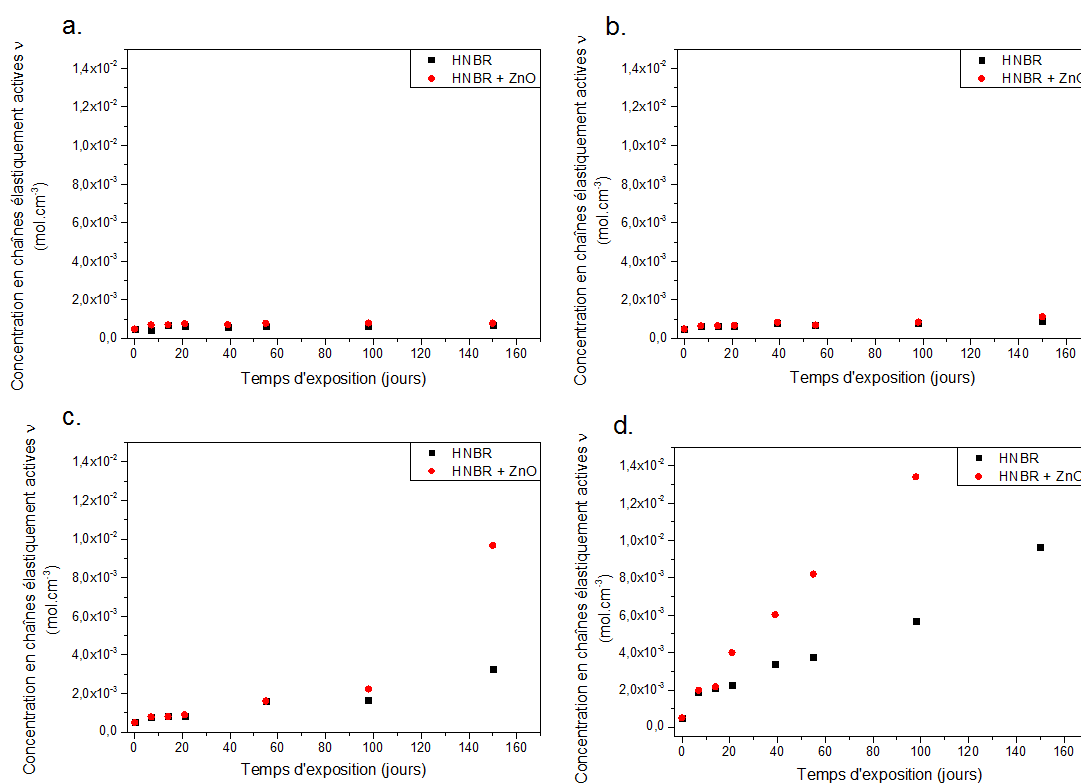 a.
HNBR
HNBR + ZnO
1,4x10⁻²
1,2x10⁻²
1,0x10⁻²
8,0x10⁻³
6,0x10⁻³
4,0x10⁻³
2,0x10⁻³
0,0
0 20 40 60 80 100 120 140 160
Temps d'exposition (jours)
Concentration en chaînes élastiquement actives ν
(mol.cm⁻³)
b.
HNBR
HNBR + ZnO
1,4x10⁻²
1,2x10⁻²
1,0x10⁻²
8,0x10⁻³
6,0x10⁻³
4,0x10⁻³
2,0x10⁻³
0,0
0 20 40 60 80 100 120 140 160
Temps d'exposition (jours)
Concentration en chaînes élastiquement actives ν
(mol.cm⁻³)
c.
HNBR
HNBR + ZnO
1,4x10⁻²
1,2x10⁻²
1,0x10⁻²
8,0x10⁻³
6,0x10⁻³
4,0x10⁻³
2,0x10⁻³
0,0
0 20 40 60 80 100 120 140 160
Temps d'exposition (jours)
Concentration en chaînes élastiquement actives ν
(mol.cm⁻³)
d.
HNBR
HNBR + ZnO
1,4x10⁻²
1,2x10⁻²
1,0x10⁻²
8,0x10⁻³
6,0x10⁻³
4,0x10⁻³
2,0x10⁻³
0,0
0 20 40 60 80 100 120 140 160
Temps d'exposition (jours)
Concentration en chaînes élastiquement actives ν
(mol.cm⁻³)